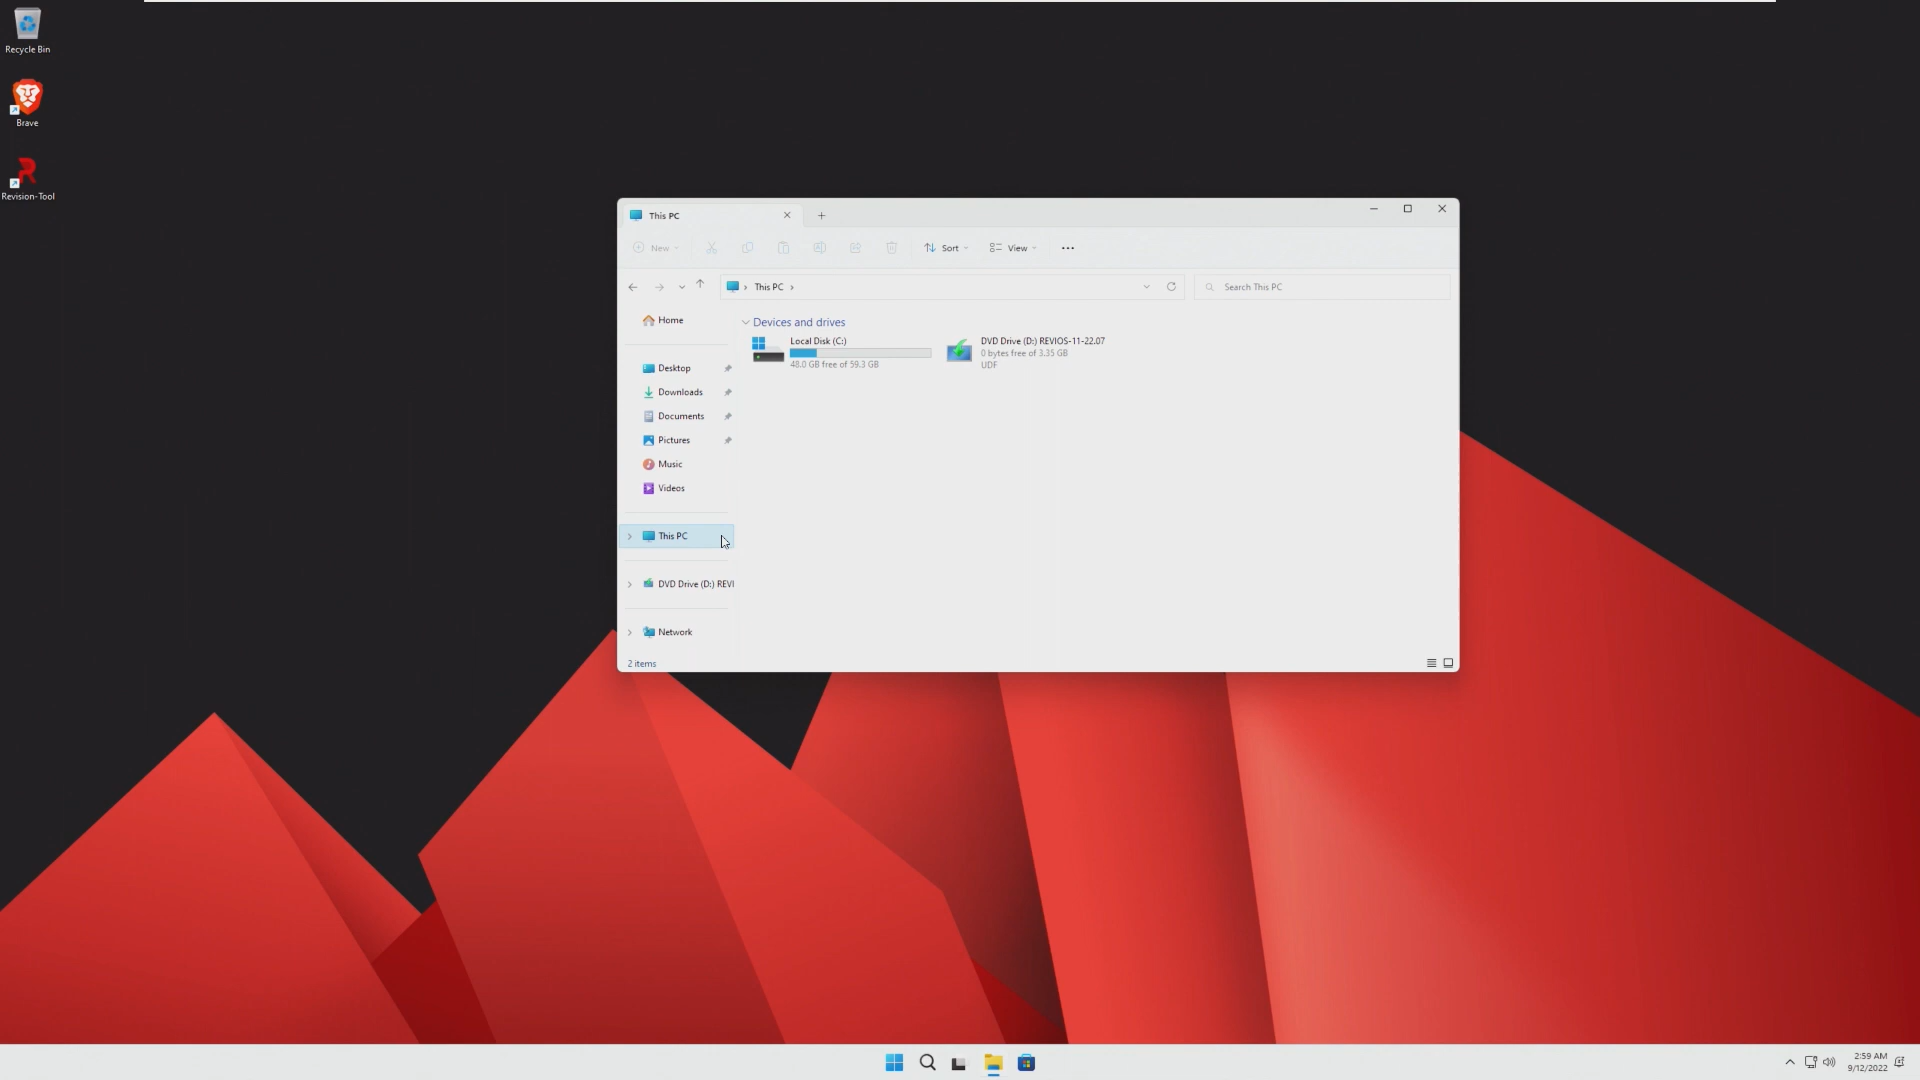 Recycle Bin
Brave
Revision-Tool
This PC
New
Sort
View
This PC
Search This PC
Home
Desktop
Downloads
Documents
Pictures
Music
Videos
This PC
DVD Drive (D:) REVI
Network
Devices and drives
Local Disk (C:)
48.0 GB free of 59.3 GB
DVD Drive (D:) REVIOS-11-22.07
0 bytes free of 3.35 GB
UDF
2 items
2:59 AM
9/12/2022